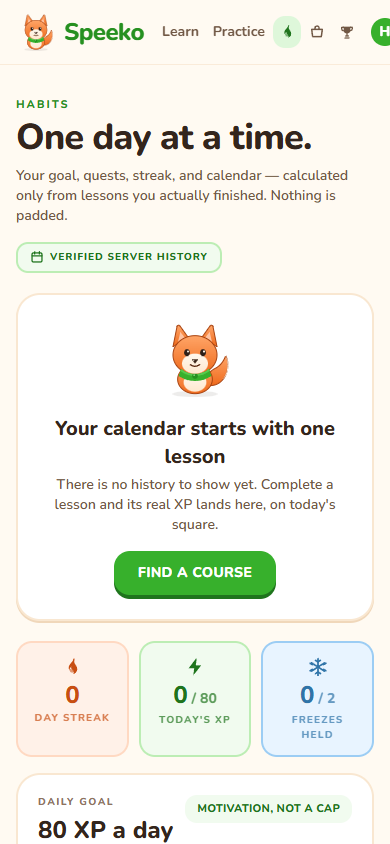 Speeko
Learn
Practice
H
HABITS
One day at a time.
Your goal, quests, streak, and calendar — calculated
only from lessons you actually finished. Nothing is
padded.
VERIFIED SERVER HISTORY
Your calendar starts with one
lesson
There is no history to show yet. Complete a
lesson and its real XP lands here, on today's
square.
FIND A COURSE
0
DAY STREAK
0 / 80
TODAY'S XP
0 / 2
FREEZES
HELD
DAILY GOAL
MOTIVATION, NOT A CAP
80 XP a day